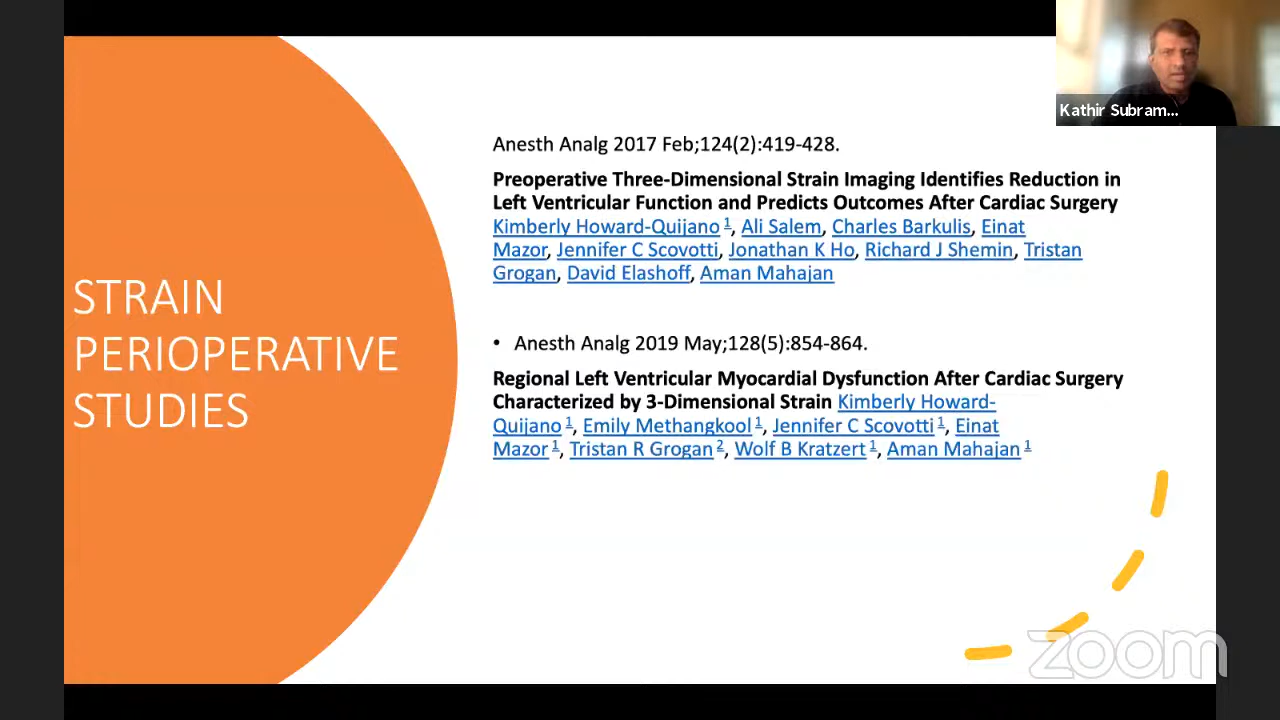 Kathir Subram...
STRAIN
PERIOPERATIVE
STUDIES
Anesth Analg 2017 Feb;124(2):419-428.
Preoperative Three-Dimensional Strain Imaging Identifies Reduction in
Left Ventricular Function and Predicts Outcomes After Cardiac Surgery
Kimberly Howard-Quijano 1, Ali Salem, Charles Barkulis, Einat
Mazor, Jennifer C Scovotti, Jonathan K Ho, Richard J Shemin, Tristan
Grogan, David Elashoff, Aman Mahajan
• Anesth Analg 2019 May;128(5):854-864.
Regional Left Ventricular Myocardial Dysfunction After Cardiac Surgery
Characterized by 3-Dimensional Strain Kimberly Howard-
Quijano 1, Emily Methangkool 1, Jennifer C Scovotti 1, Einat
Mazor 1, Tristan R Grogan 2, Wolf B Kratzert 1, Aman Mahajan 1
zoom